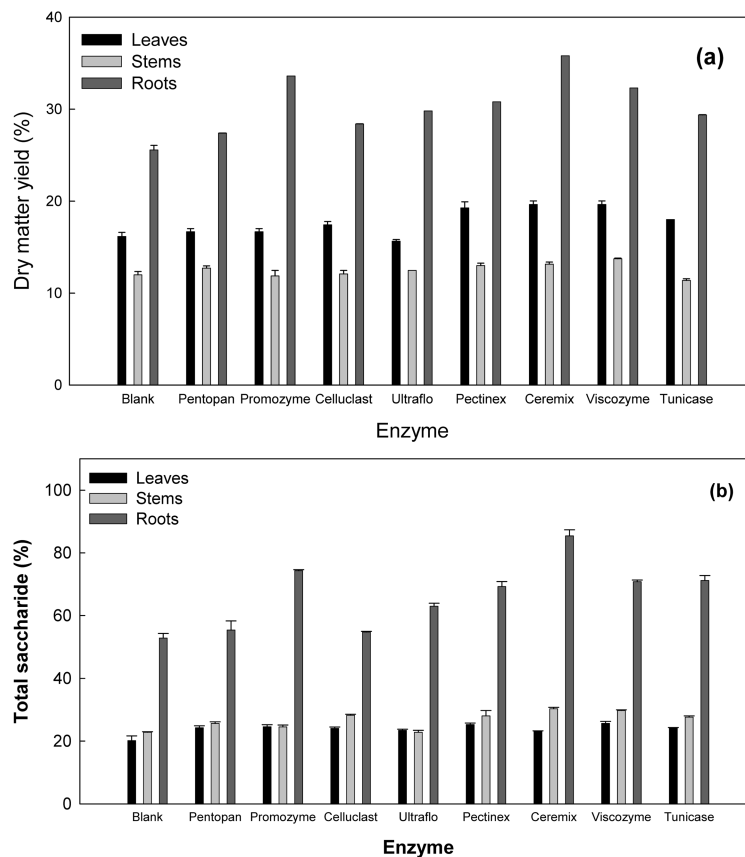 40
30
20
10
0
Dry matter yield (%)
Leaves
Stems
Roots
(a)
Blank Pentopan Promozyme Celluclast Ultraflo Pectinex Ceremix Viscozyme Tunicase
Enzyme
100
80
60
40
20
0
Total saccharide (%)
Leaves
Stems
Roots
(b)
Blank Pentopan Promozyme Celluclast Ultraflo Pectinex Ceremix Viscozyme Tunicase
Enzyme